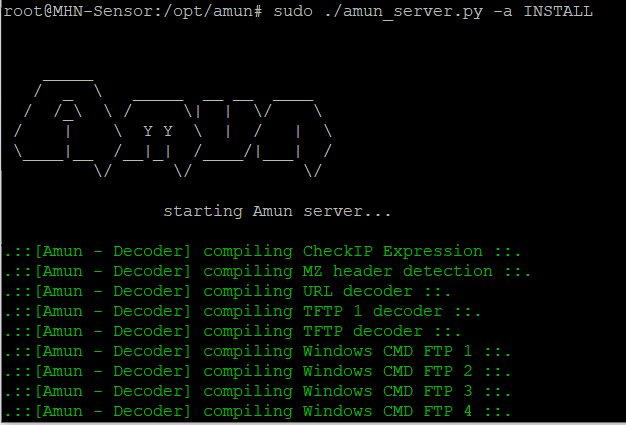 root@MHN-Sensor:/opt/amun# sudo ./amun_server.py -a INSTALL
Amun
starting Amun server...
.::[Amun - Decoder] compiling CheckIP Expression ::.
.::[Amun - Decoder] compiling MZ header detection ::.
.::[Amun - Decoder] compiling URL decoder ::.
.::[Amun - Decoder] compiling TFTP 1 decoder ::.
.::[Amun - Decoder] compiling TFTP decoder ::.
.::[Amun - Decoder] compiling Windows CMD FTP 1 ::.
.::[Amun - Decoder] compiling Windows CMD FTP 2 ::.
.::[Amun - Decoder] compiling Windows CMD FTP 3 ::.
.::[Amun - Decoder] compiling Windows CMD FTP 4 ::.